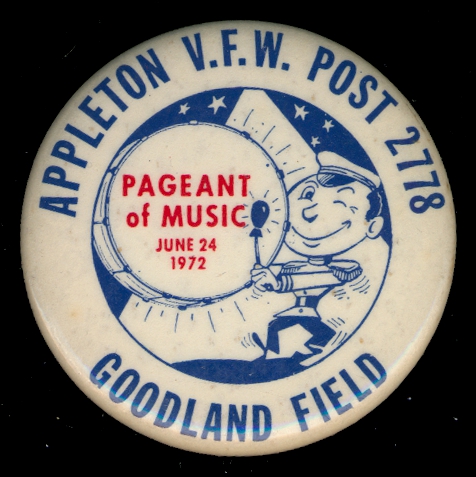 APPLETON V.F.W. POST 2778
PAGEANT
of MUSIC
JUNE 24
1972
GOODLAND FIELD